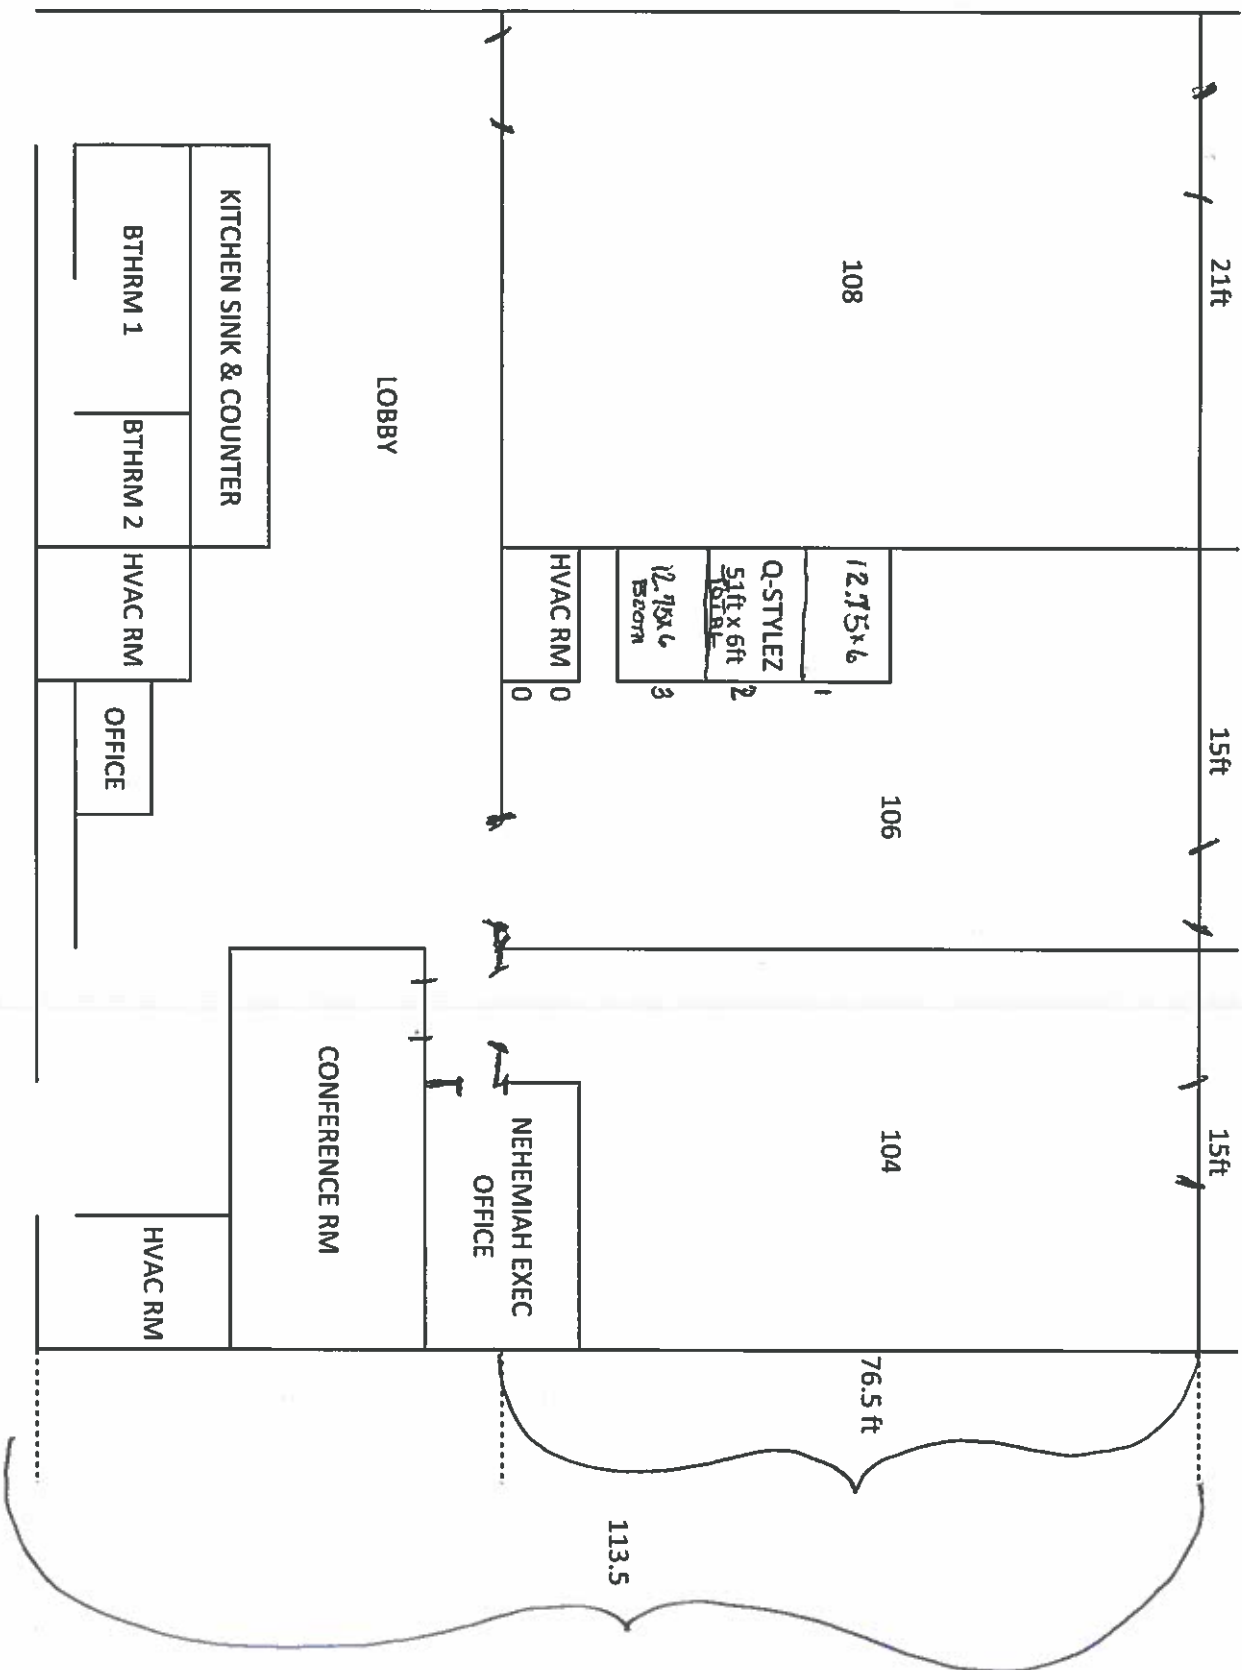 21ft
15ft
15ft
106
104
76.5 ft
108
12.75x6
1
Q-STYLEZ
51ft x 6ft
TOTAL
2
12.75x6
3
113.5
HVAC RM
0
0
NEHEMIAH EXEC
OFFICE
LOBBY
CONFERENCE RM
KITCHEN SINK & COUNTER
BTHRM 1
BTHRM 2
HVAC RM
OFFICE
HVAC RM